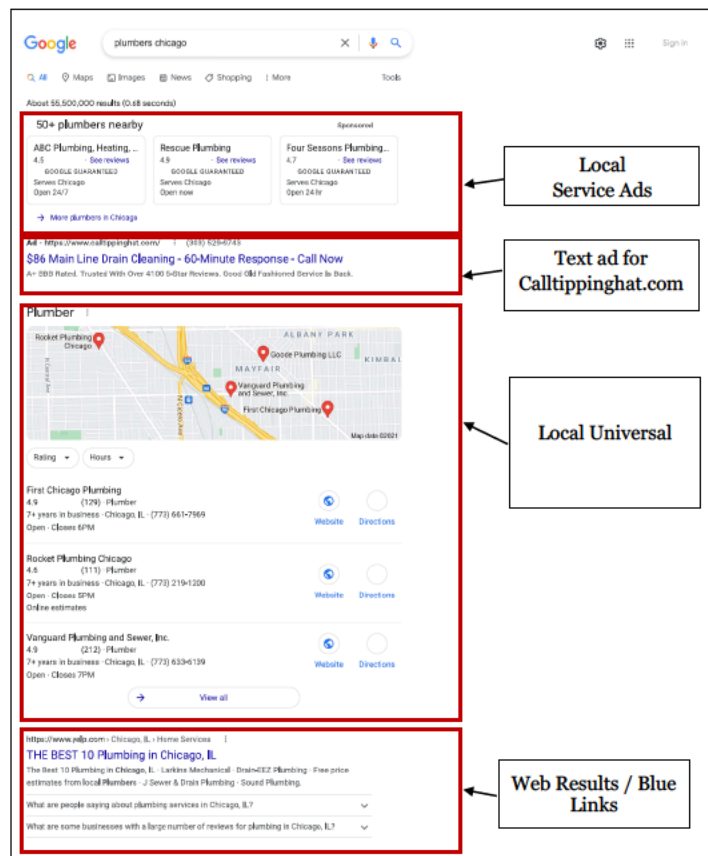 Google
plumbers chicago
Sign in
All Maps Images News Shopping More Tools
About 55,500,000 results (0.68 seconds)
50+ plumbers nearby Sponsored
ABC Plumbing, Heating, ...
4.5 · See reviews
GOOGLE GUARANTEED
Serves Chicago
Open 24/7
Rescue Plumbing
4.9 · See reviews
GOOGLE GUARANTEED
Serves Chicago
Open now
Four Seasons Plumbing...
4.7 · See reviews
GOOGLE GUARANTEED
Serves Chicago
Open 24 hr
→ More plumbers in Chicago
Local
Service Ads
Ad · https://www.calltippinghat.com/
$86 Main Line Drain Cleaning - 60-Minute Response - Call Now
A+ BBB Rated. Trusted With Over 4100 5-Star Reviews. Good Old Fashioned Service Is Back.
Text ad for
Calltippinghat.com
Plumber
Rocket Plumbing
Chicago
ALBANY PARK
Goode Plumbing LLC
KIMBAL
MAYFAIR
Vanguard Plumbing
and Sewer, Inc.
First Chicago Plumbing
Map data ©2021
Rating Hours
First Chicago Plumbing
4.9 (129) · Plumber
7+ years in business · Chicago, IL · (773) 661-7969
Open · Closes 6PM
Website Directions
Rocket Plumbing Chicago
4.6 (111) · Plumber
7+ years in business · Chicago, IL · (773) 219-1200
Open · Closes 5PM
Online estimates
Website Directions
Vanguard Plumbing and Sewer, Inc.
4.9 (212) · Plumber
7+ years in business · Chicago, IL · (773) 633-6139
Open · Closes 7PM
Website Directions
→ View all
Local Universal
https://www.yelp.com › Chicago, IL › Home Services
THE BEST 10 Plumbing in Chicago, IL
The Best 10 Plumbing in Chicago, IL · Larkine Mechanical · Drain-EEZ Plumbing · Free price
estimates from local Plumbers · J Sewer & Drain Plumbing · Sound Plumbing.
What are people saying about plumbing services in Chicago, IL?
What are some businesses with a large number of reviews for plumbing in Chicago, IL?
Web Results / Blue
Links